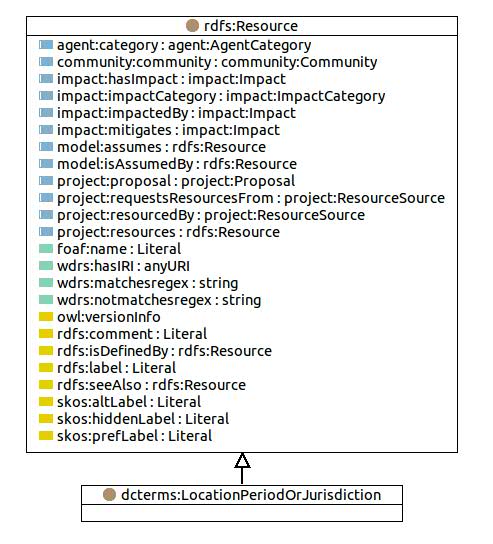 rdfs:Resource
agent:category : agent:AgentCategory
community:community : community:Community
impact:hasImpact : impact:Impact
impact:impactCategory : impact:ImpactCategory
impact:impactedBy : impact:Impact
impact:mitigates : impact:Impact
model:assumes : rdfs:Resource
model:isAssumedBy : rdfs:Resource
project:proposal : project:Proposal
project:requestsResourcesFrom : project:ResourceSource
project:resourcedBy : project:ResourceSource
project:resources : rdfs:Resource
foaf:name : Literal
wdrs:hasIRI : anyURI
wdrs:matchesregex : string
wdrs:notmatchesregex : string
owl:versionInfo
rdfs:comment : Literal
rdfs:isDefinedBy : rdfs:Resource
rdfs:label : Literal
rdfs:seeAlso : rdfs:Resource
skos:altLabel : Literal
skos:hiddenLabel : Literal
skos:prefLabel : Literal
dcterms:LocationPeriodOrJurisdiction